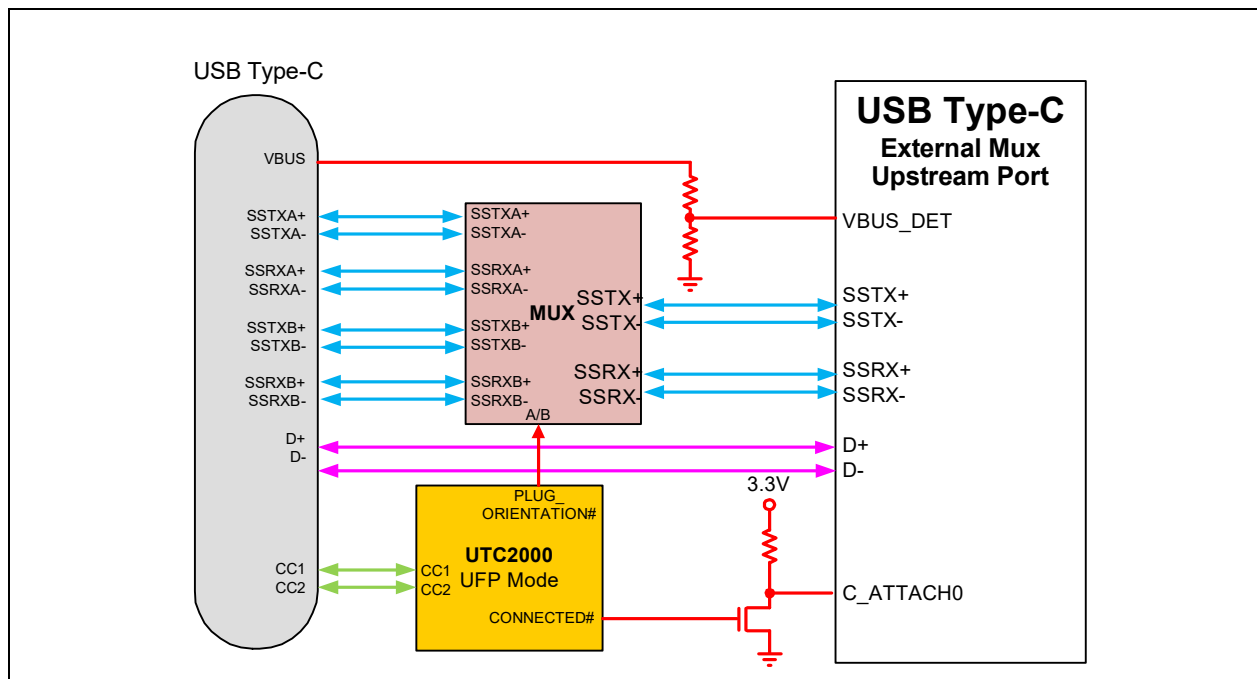 USB Type-C
VBUS
SSTXA+
SSTXA-
SSRXA+
SSRXA-
SSTXB+
SSTXB-
SSRXB+
SSRXB-
D+
D-
CC1
CC2
SSTXA+
SSTXA-
SSRXA+
SSRXA-
SSTXB+
SSTXB-
SSRXB+
SSRXB-
MUX
SSTX+
SSTX-
SSRX+
SSRX-
A/B
PLUG_
ORIENTATION#
UTC2000
UFP Mode
CC1
CC2
CONNECTED#
3.3V
USB Type-C
External Mux
Upstream Port
VBUS_DET
SSTX+
SSTX-
SSRX+
SSRX-
D+
D-
C_ATTACH0